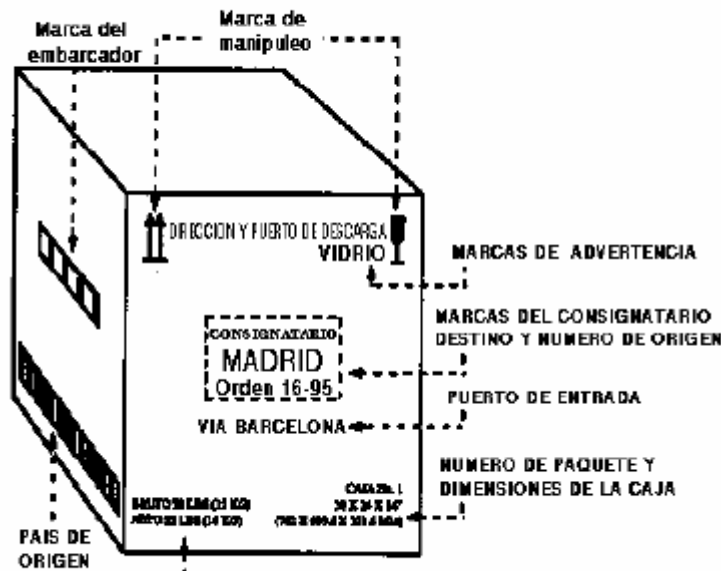 Marca del
embarcador
Marca de
manipuleo
DIRECCION Y PUERTO DE DESCARGA
VIDRIO
MARCAS DE ADVERTENCIA
CONSIGNATARIO
MADRID
Orden 16-95
MARCAS DEL CONSIGNATARIO
DESTINO Y NUMERO DE ORIGEN
VIA BARCELONA
PUERTO DE ENTRADA
NUMERO DE PAQUETE Y
DIMENSIONES DE LA CAJA
PAIS DE
ORIGEN